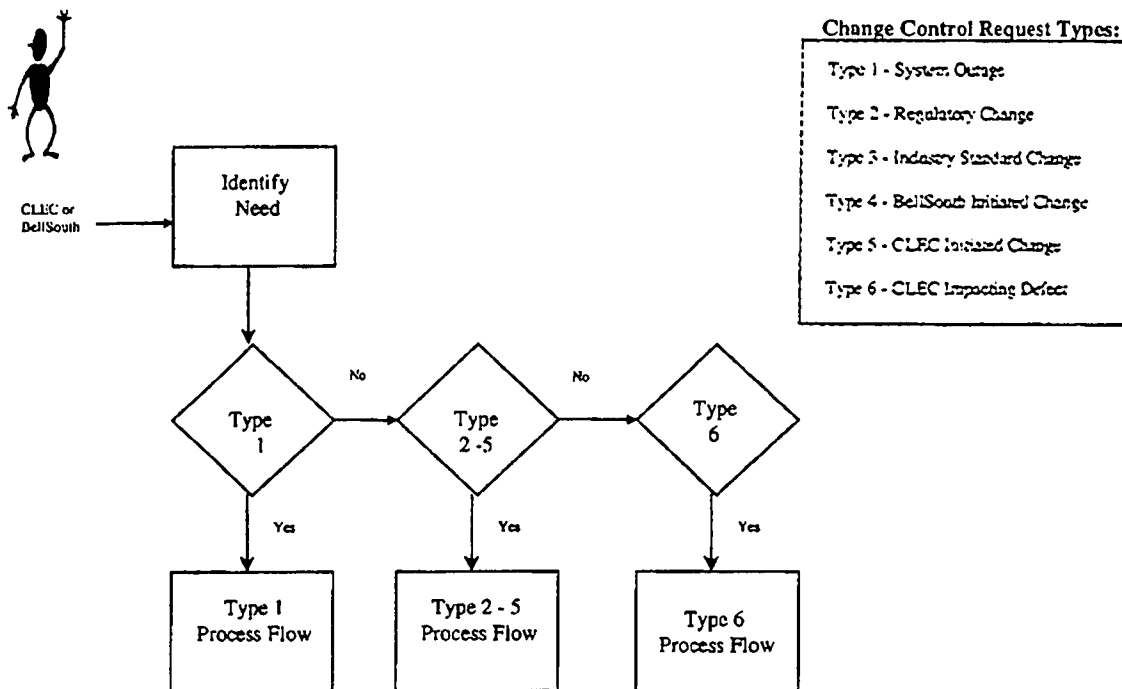 Change Control Request Types:
Type 1 - System Outage
Type 2 - Regulatory Change
Type 3 - Industry Standard Change
Type 4 - BellSouth Initiated Change
Type 5 - CLEC Initiated Change
Type 6 - CLEC Impacting Defect
Identify
Need
CLEC or
BellSouth
Type
1
No
Type
2 -5
No
Type
6
Yes
Yes
Yes
Type 1
Process Flow
Type 2 - 5
Process Flow
Type 6
Process Flow